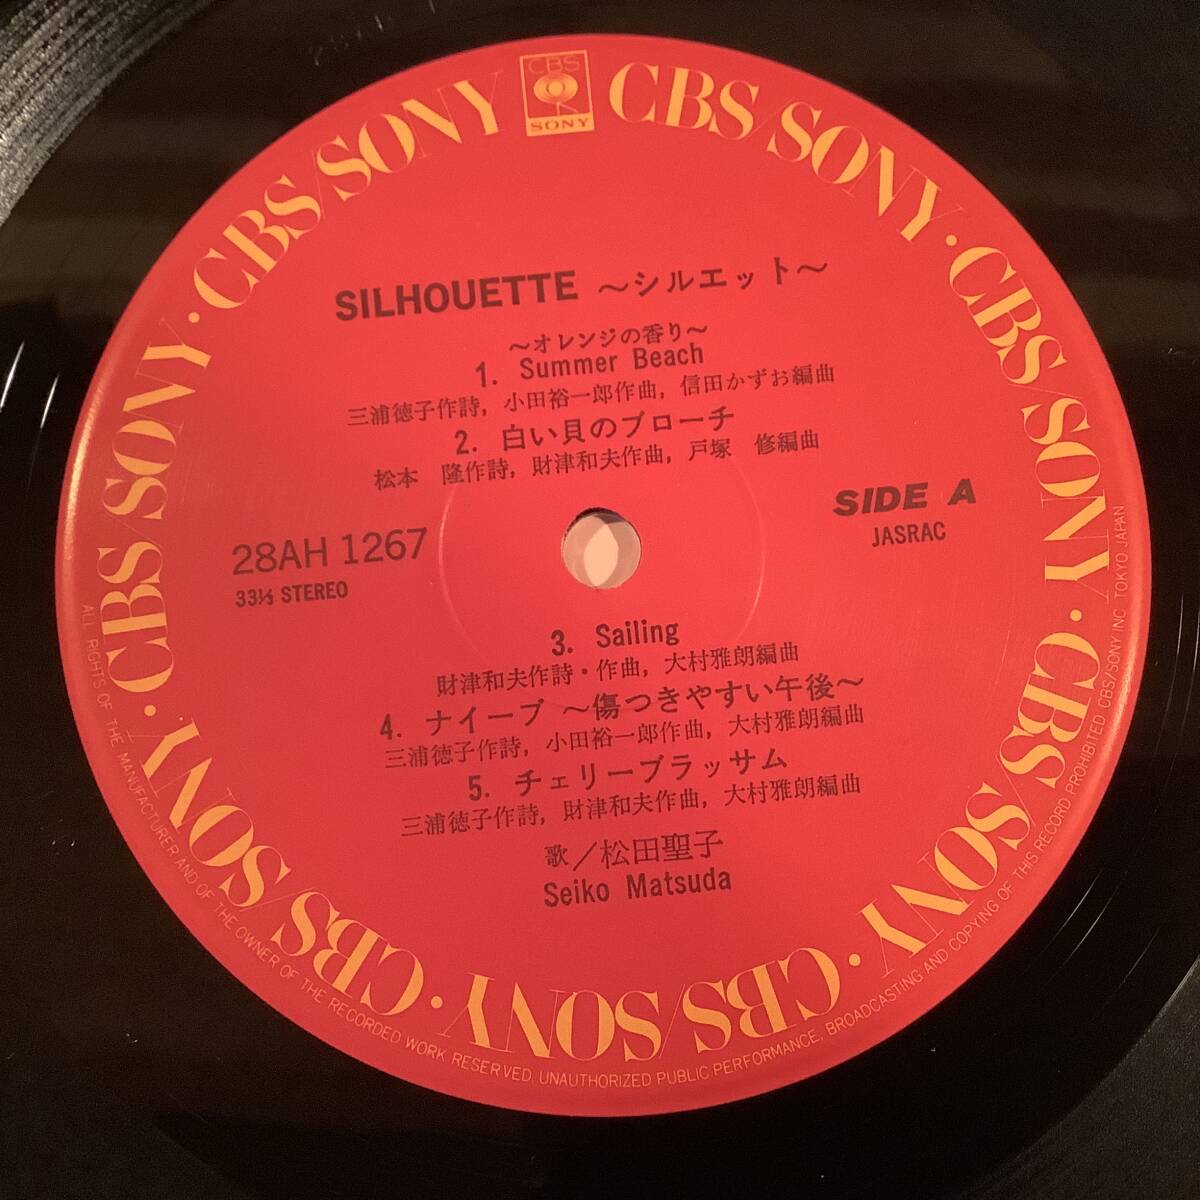 CBS
SONY
CBS/SONY · CBS/SONY · CBS/SONY · CBS/SONY · CBS/SONY · CBS/SONY · CBS/SONY · CBS/SONY
SILHOUETTE ～シルエット～
～オレンジの香り～
1. Summer Beach
三浦徳子作詩, 小田裕一郎作曲, 信田かずお編曲
2. 白い貝のブローチ
松本 隆作詩, 財津和夫作曲, 戸塚 修編曲
SIDE A
JASRAC
28AH 1267
33⅓ STEREO
3. Sailing
財津和夫作詩・作曲, 大村雅朗編曲
4. ナイーブ ～傷つきやすい午後～
三浦徳子作詩, 小田裕一郎作曲, 大村雅朗編曲
5. チェリーブラッサム
三浦徳子作詩, 財津和夫作曲, 大村雅朗編曲
歌／松田聖子
Seiko Matsuda
ALL RIGHTS OF THE MANUFACTURER AND OF THE OWNER OF THE RECORDED WORK RESERVED UNAUTHORIZED PUBLIC PERFORMANCE, BROADCASTING AND COPYING OF THIS RECORD PROHIBITED CBS/SONY INC. TOKYO JAPAN